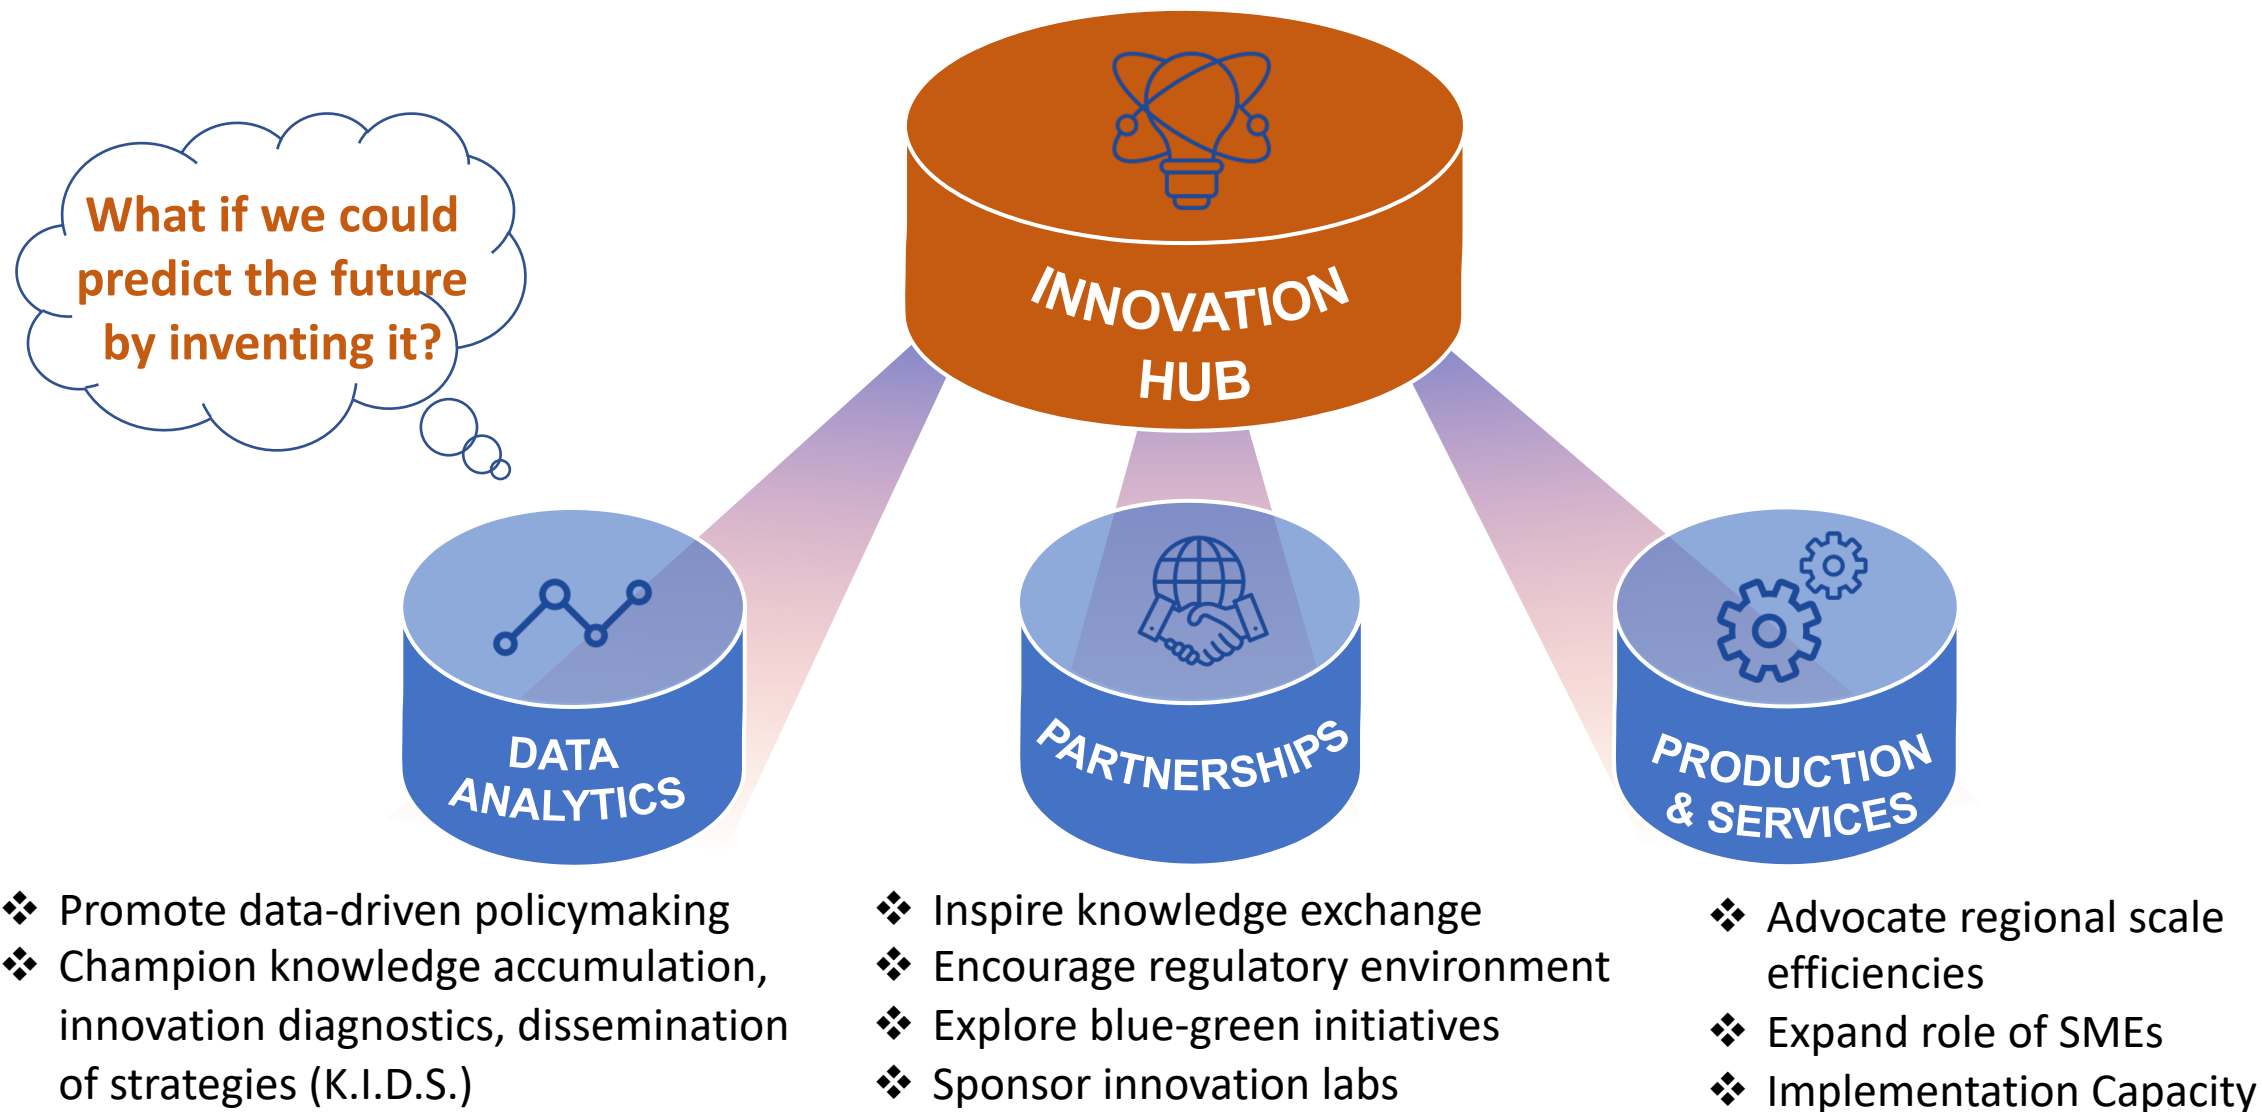 What if we could
predict the future
by inventing it?
INNOVATION
HUB
DATA
ANALYTICS
PARTNERSHIPS
PRODUCTION
& SERVICES
❖ Promote data-driven policymaking
❖ Champion knowledge accumulation,
innovation diagnostics, dissemination
of strategies (K.I.D.S.)
❖ Inspire knowledge exchange
❖ Encourage regulatory environment
❖ Explore blue-green initiatives
❖ Sponsor innovation labs
❖ Advocate regional scale
efficiencies
❖ Expand role of SMEs
❖ Implementation Capacity